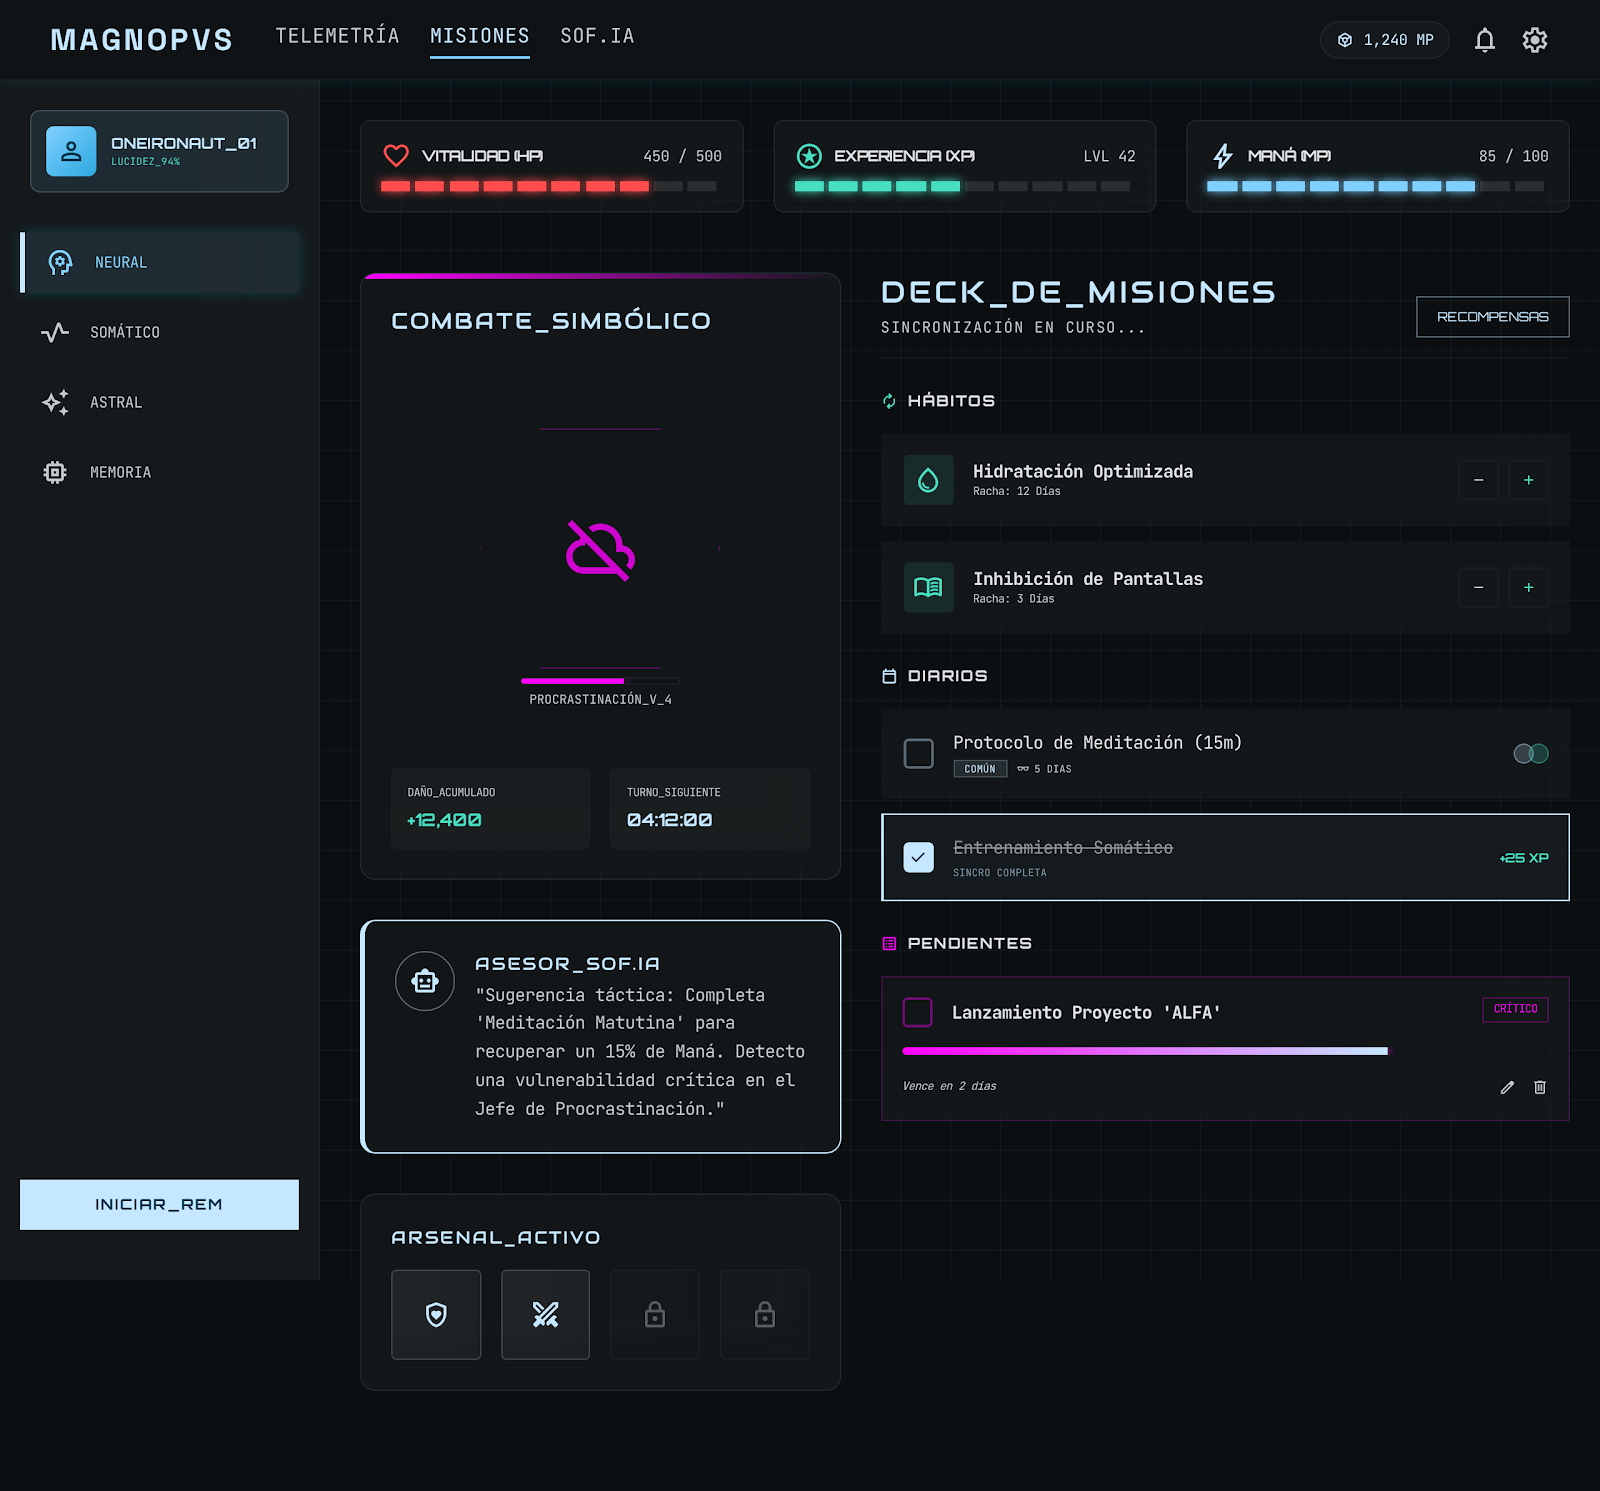 MAGNOPVS
TELEMETRÍA
MISIONES
SOF.IA
1,240 MP
ONEIRONAUT_01
LUCIDEZ_94%
NEURAL
SOMÁTICO
ASTRAL
MEMORIA
INICIAR_REM
VITALIDAD (HP)
450 / 500
EXPERIENCIA (XP)
LVL 42
MANÁ (MP)
85 / 100
COMBATE_SIMBÓLICO
PROCRASTINACIÓN_V_4
DAÑO_ACUMULADO
+12,400
TURNO_SIGUIENTE
04:12:00
ASESOR_SOF.IA
"Sugerencia táctica: Completa
'Meditación Matutina' para
recuperar un 15% de Maná. Detecto
una vulnerabilidad crítica en el
Jefe de Procrastinación."
ARSENAL_ACTIVO
DECK_DE_MISIONES
SINCRONIZACIÓN EN CURSO...
RECOMPENSAS
HÁBITOS
Hidratación Optimizada
Racha: 12 Días
− +
Inhibición de Pantallas
Racha: 3 Días
− +
DIARIOS
Protocolo de Meditación (15m)
COMÚN
5 DIAS
Entrenamiento Somático
SINCRO COMPLETA
+25 XP
PENDIENTES
Lanzamiento Proyecto 'ALFA'
CRÍTICO
Vence en 2 días